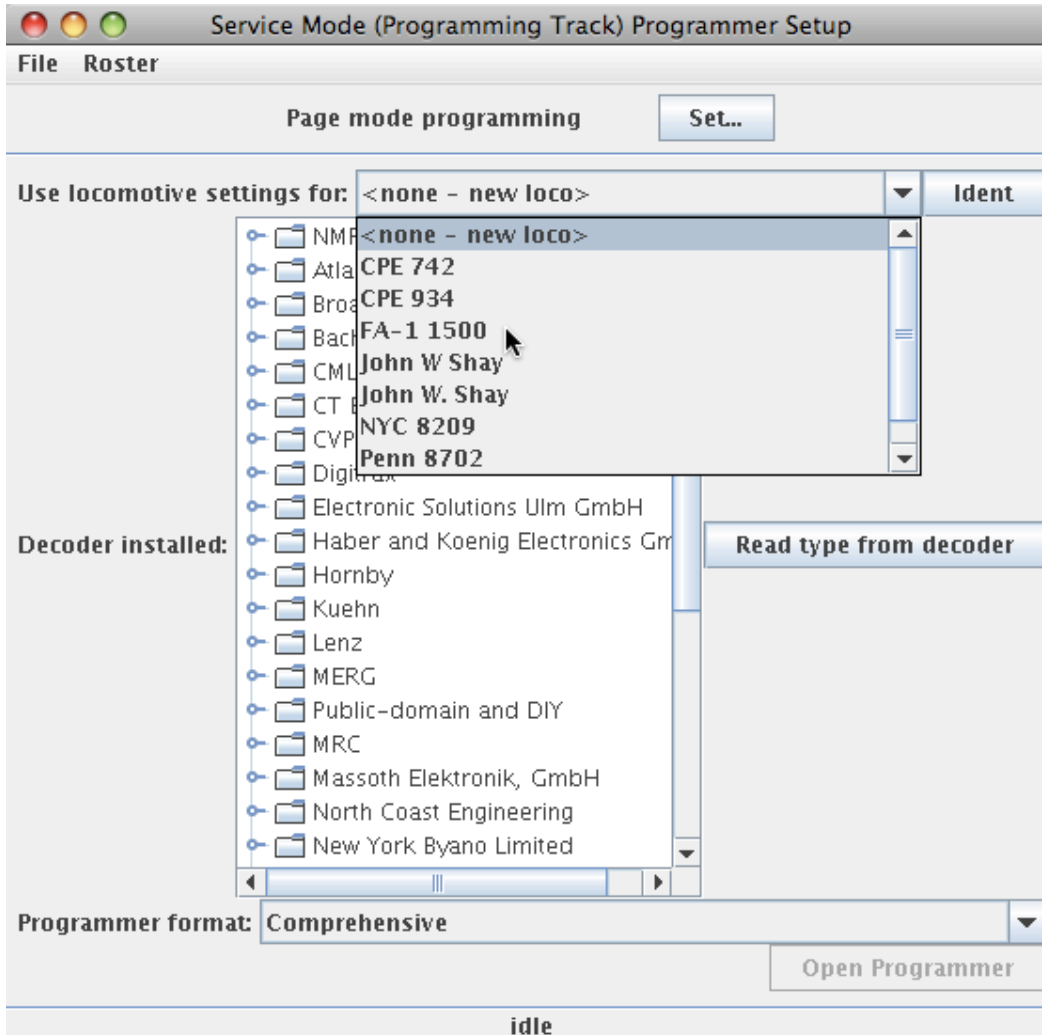 Service Mode (Programming Track) Programmer Setup
File Roster
Page mode programming Set...
Use locomotive settings for: <none - new loco> Ident
<none - new loco>
CPE 742
CPE 934
FA-1 1500
John W Shay
John W. Shay
NYC 8209
Penn 8702
Electronic Solutions Ulm GmbH
Decoder installed: Haber and Koenig Electronics Gm Read type from decoder
Hornby
Kuehn
Lenz
MERG
Public-domain and DIY
MRC
Massoth Elektronik, GmbH
North Coast Engineering
New York Byano Limited
Programmer format: Comprehensive
Open Programmer
idle